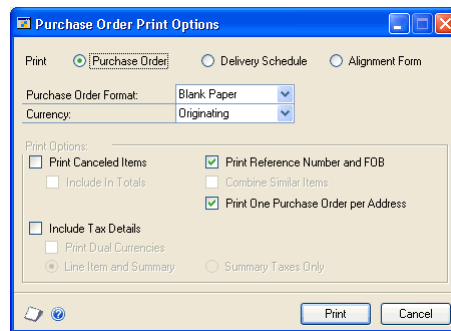 Purchase Order Print Options
Print Purchase Order Delivery Schedule Alignment Form
Purchase Order Format: Blank Paper
Currency: Originating
Print Options:
Print Canceled Items Print Reference Number and FOB
Include In Totals Combine Similar Items
Print One Purchase Order per Address
Include Tax Details
Print Dual Currencies
Line Item and Summary Summary Taxes Only
Print Cancel